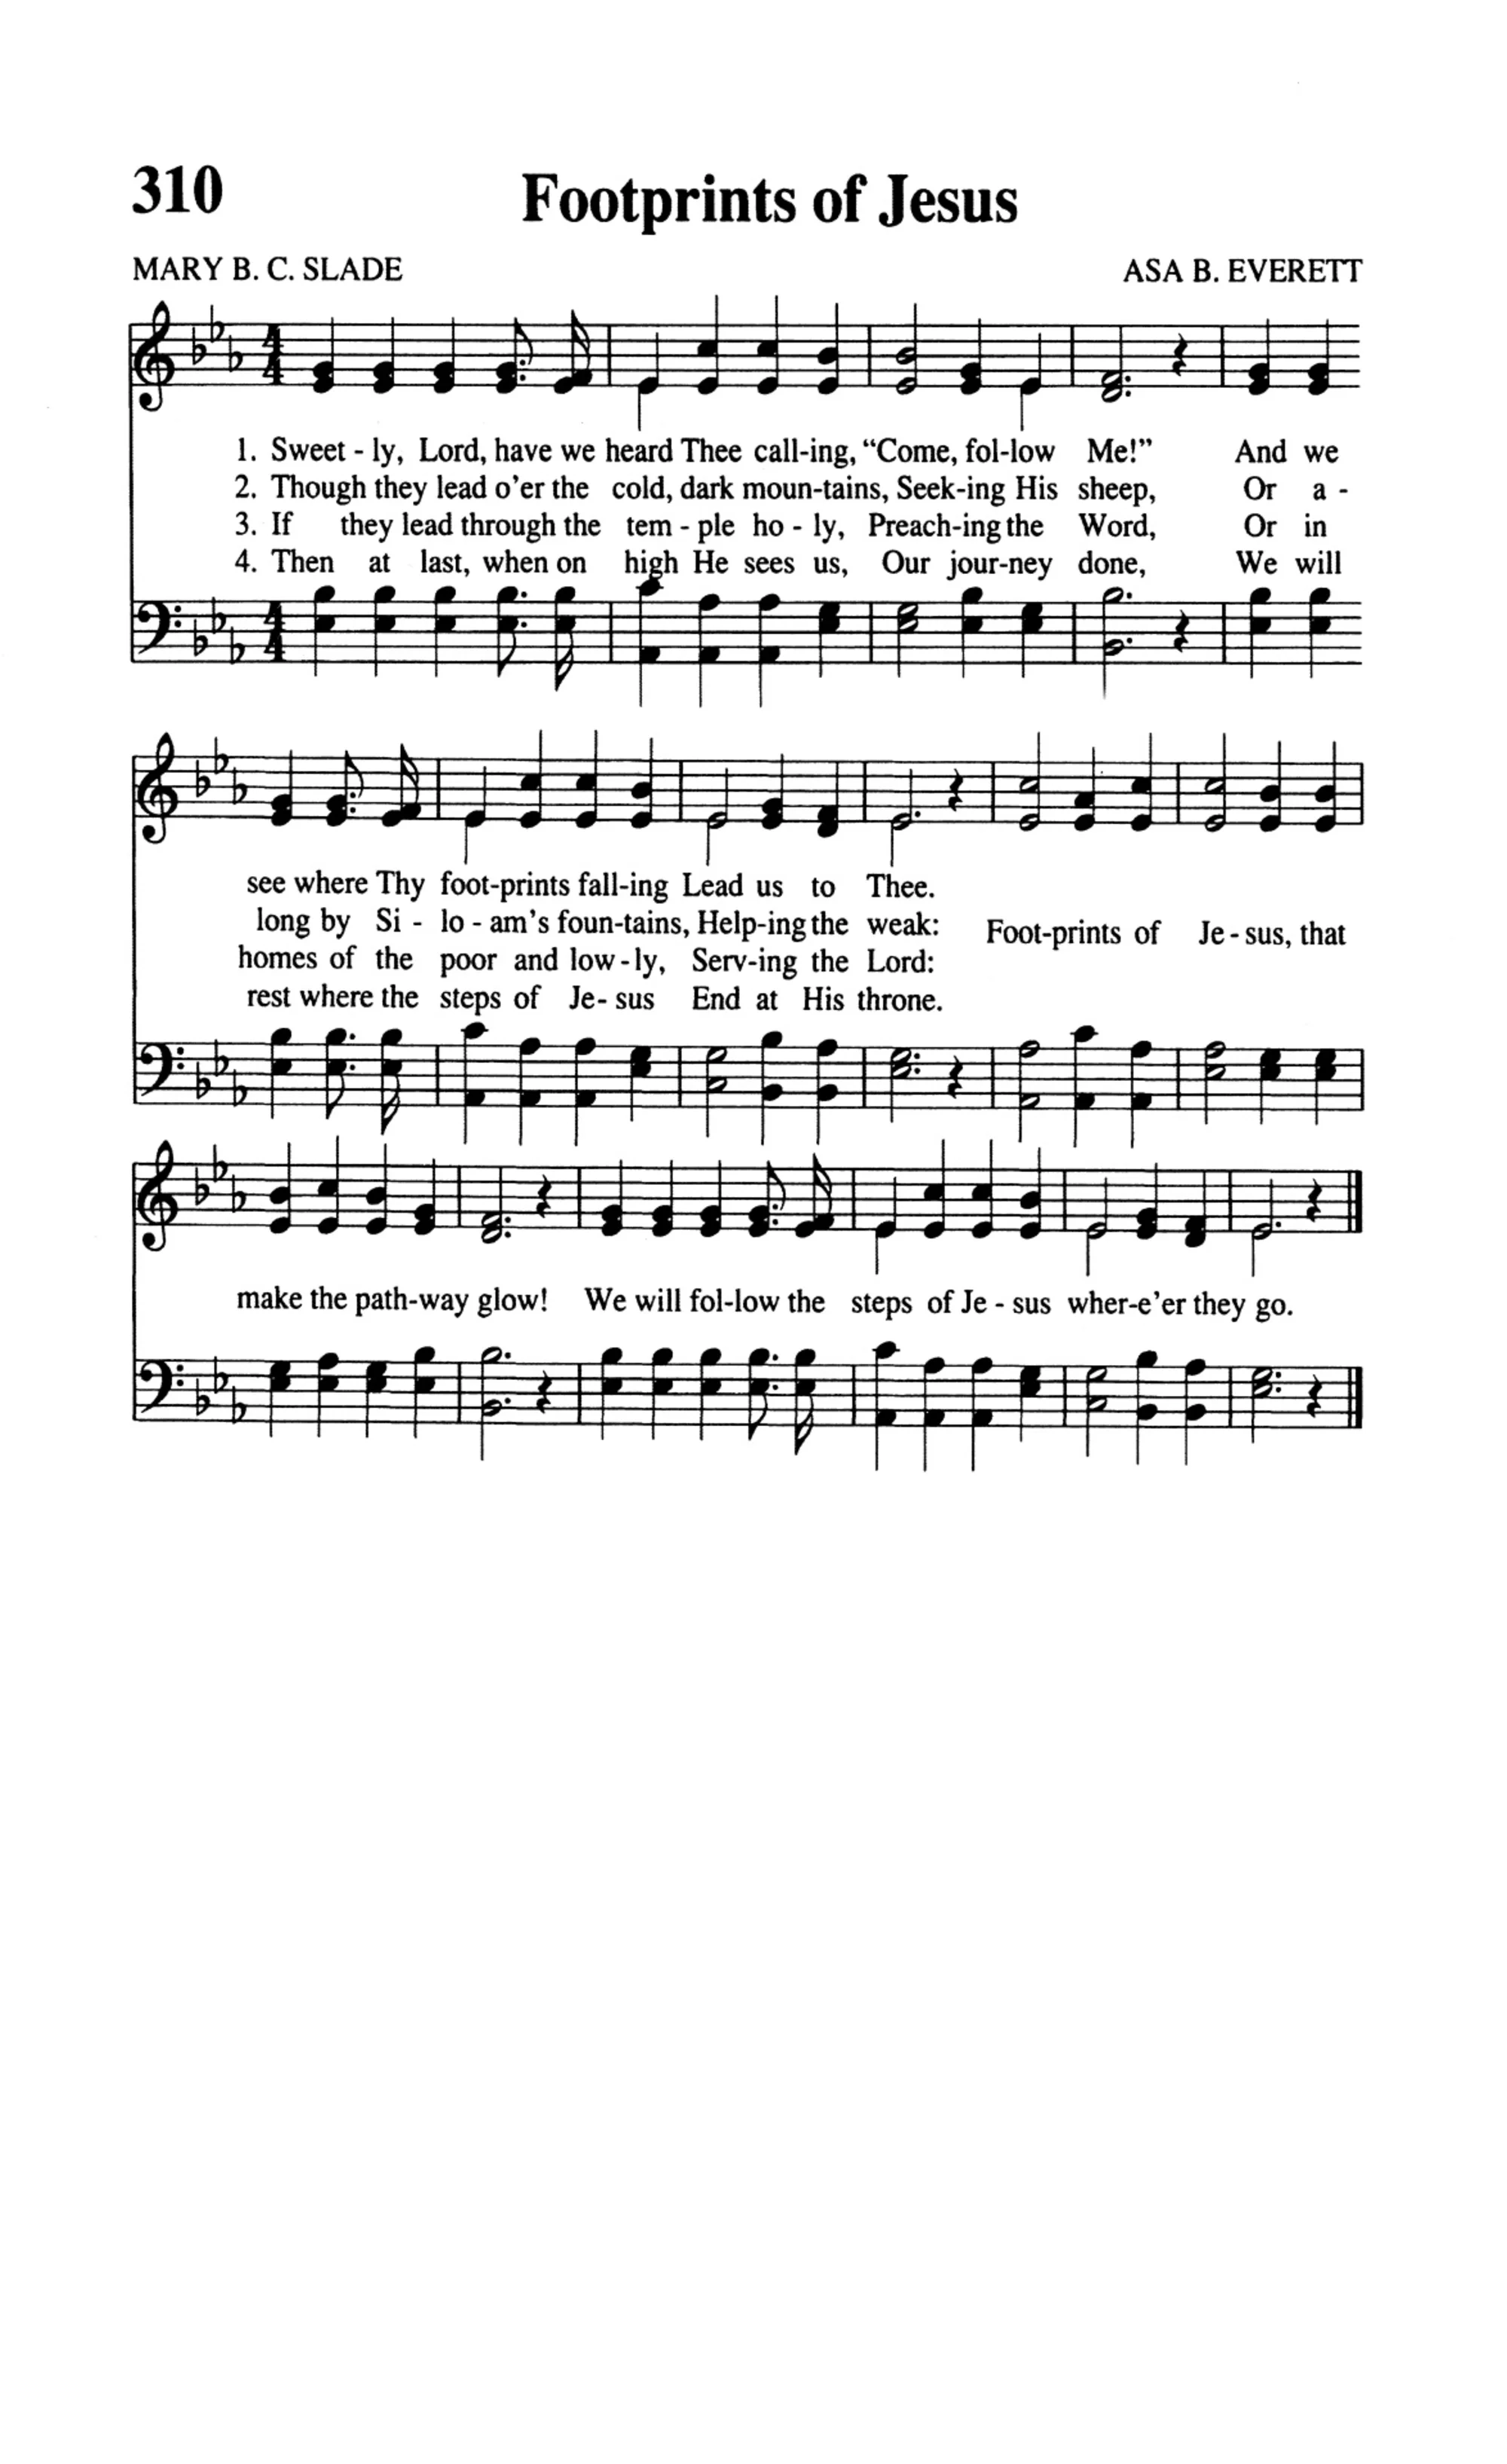 310
Footprints of Jesus
MARY B. C. SLADE
ASA B. EVERETT
1. Sweet - ly, Lord, have we heard Thee call-ing, “Come, fol-low Me!” And we
2. Though they lead o’er the cold, dark moun-tains, Seek-ing His sheep, Or a -
3. If they lead through the tem - ple ho - ly, Preach-ing the Word, Or in
4. Then at last, when on high He sees us, Our jour-ney done, We will
see where Thy foot-prints fall-ing Lead us to Thee.
long by Si - lo - am’s foun-tains, Help-ing the weak: Foot-prints of Je - sus, that
homes of the poor and low - ly, Serv-ing the Lord:
rest where the steps of Je- sus End at His throne.
make the path-way glow! We will fol-low the steps of Je - sus wher-e’er they go.